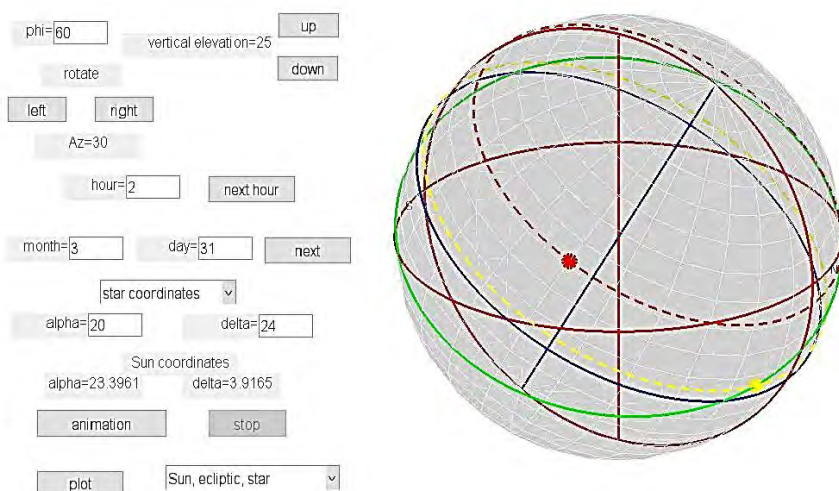 phi= 60
vertical elevation=25
up
down
rotate
left
right
Az=30
hour= 2
next hour
month= 3
day= 31
next
star coordinates
alpha= 20
delta= 24
Sun coordinates
alpha=23.3961
delta=3.9165
animation
stop
plot
Sun, ecliptic, star